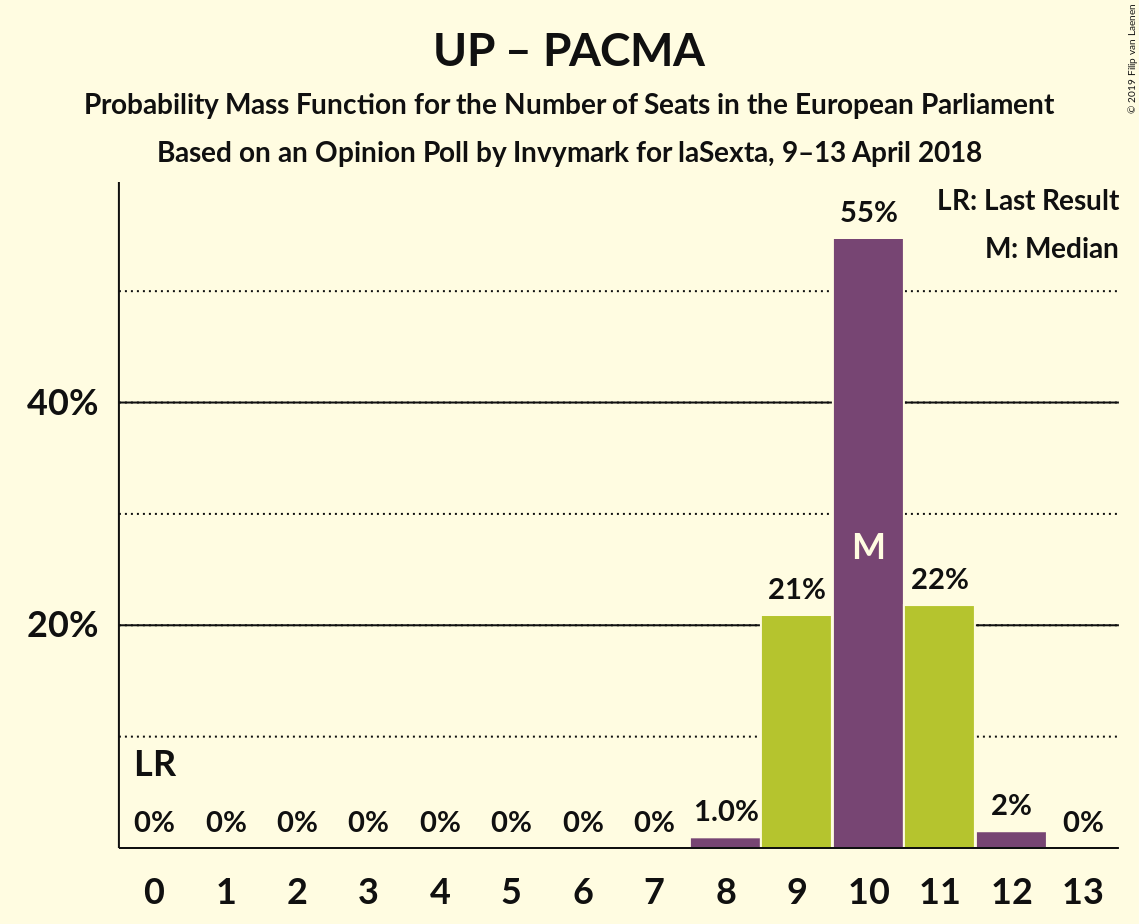 UP – PACMA
Probability Mass Function for the Number of Seats in the European Parliament
Based on an Opinion Poll by Invymark for laSexta, 9–13 April 2018
© 2019 Filip van Laenen
LR: Last Result
M: Median
55%
40%
M
21%
22%
20%
LR
0% 0% 0% 0% 0% 0% 0% 0% 1.0% 2% 0%
0 1 2 3 4 5 6 7 8 9 10 11 12 13